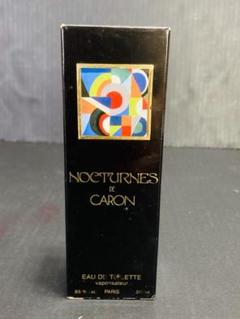 NOCTURNES
DE
CARON
EAU DE TOILETTE
vaporisateur
PARIS